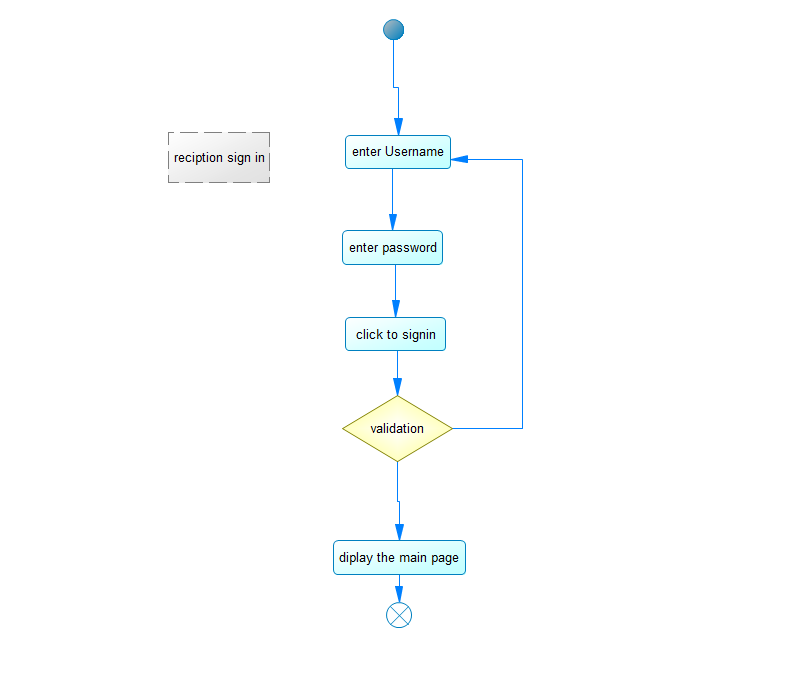 reciption sign in
enter Username
enter password
click to signin
validation
diplay the main page